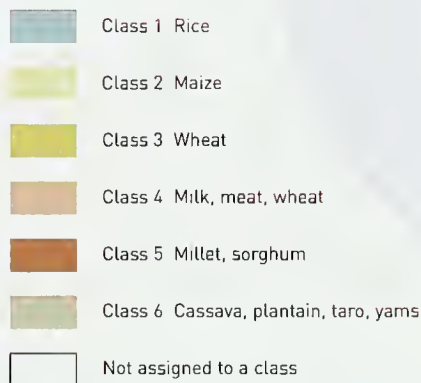 Class 1 Rice
Class 2 Maize
Class 3 Wheat
Class 4 Milk, meat, wheat
Class 5 Millet, sorghum
Class 6 Cassava, plantain, taro, yams
Not assigned to a class